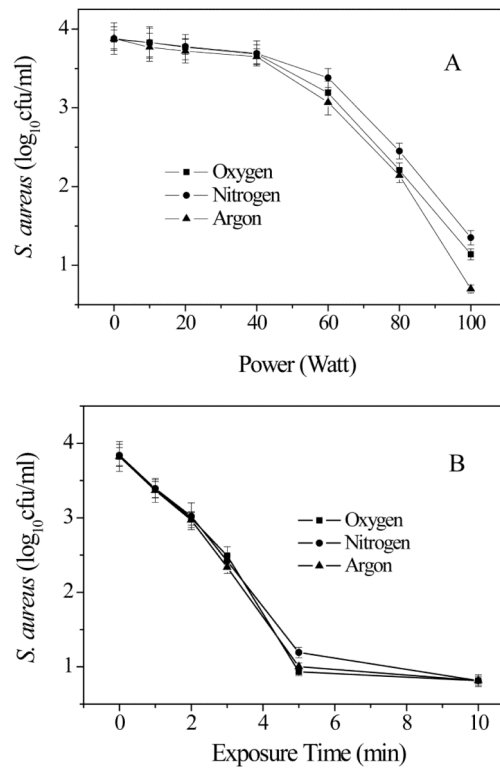 A
4
3
2
1
S. aureus (log10cfu/ml)
Oxygen
Nitrogen
Argon
0 20 40 60 80 100
Power (Watt)
B
4
3
2
1
S. aureus (log10cfu/ml)
Oxygen
Nitrogen
Argon
0 2 4 6 8 10
Exposure Time (min)